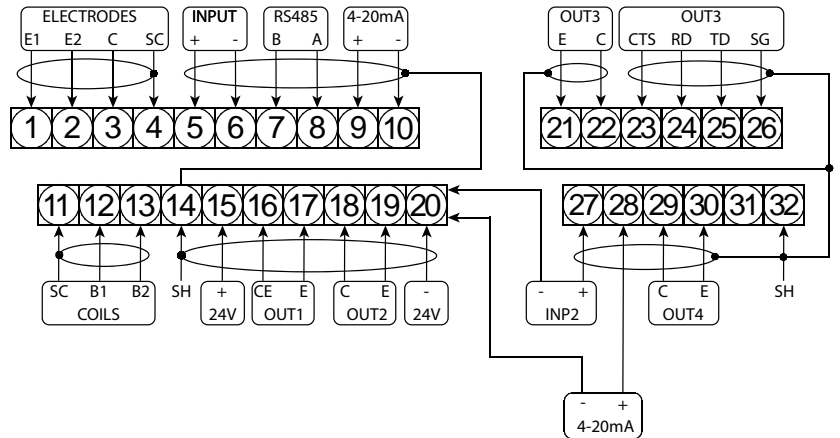 ELECTRODES INPUT RS485 4-20mA OUT3 OUT3
E1 E2 C SC + - B A + - E C CTS RD TD SG
1 2 3 4 5 6 7 8 9 10 21 22 23 24 25 26
11 12 13 14 15 16 17 18 19 20 27 28 29 30 31 32
SC B1 B2 SH + CE E C E - - + C E SH
COILS 24V OUT1 OUT2 24V INP2 OUT4
- +
4-20mA